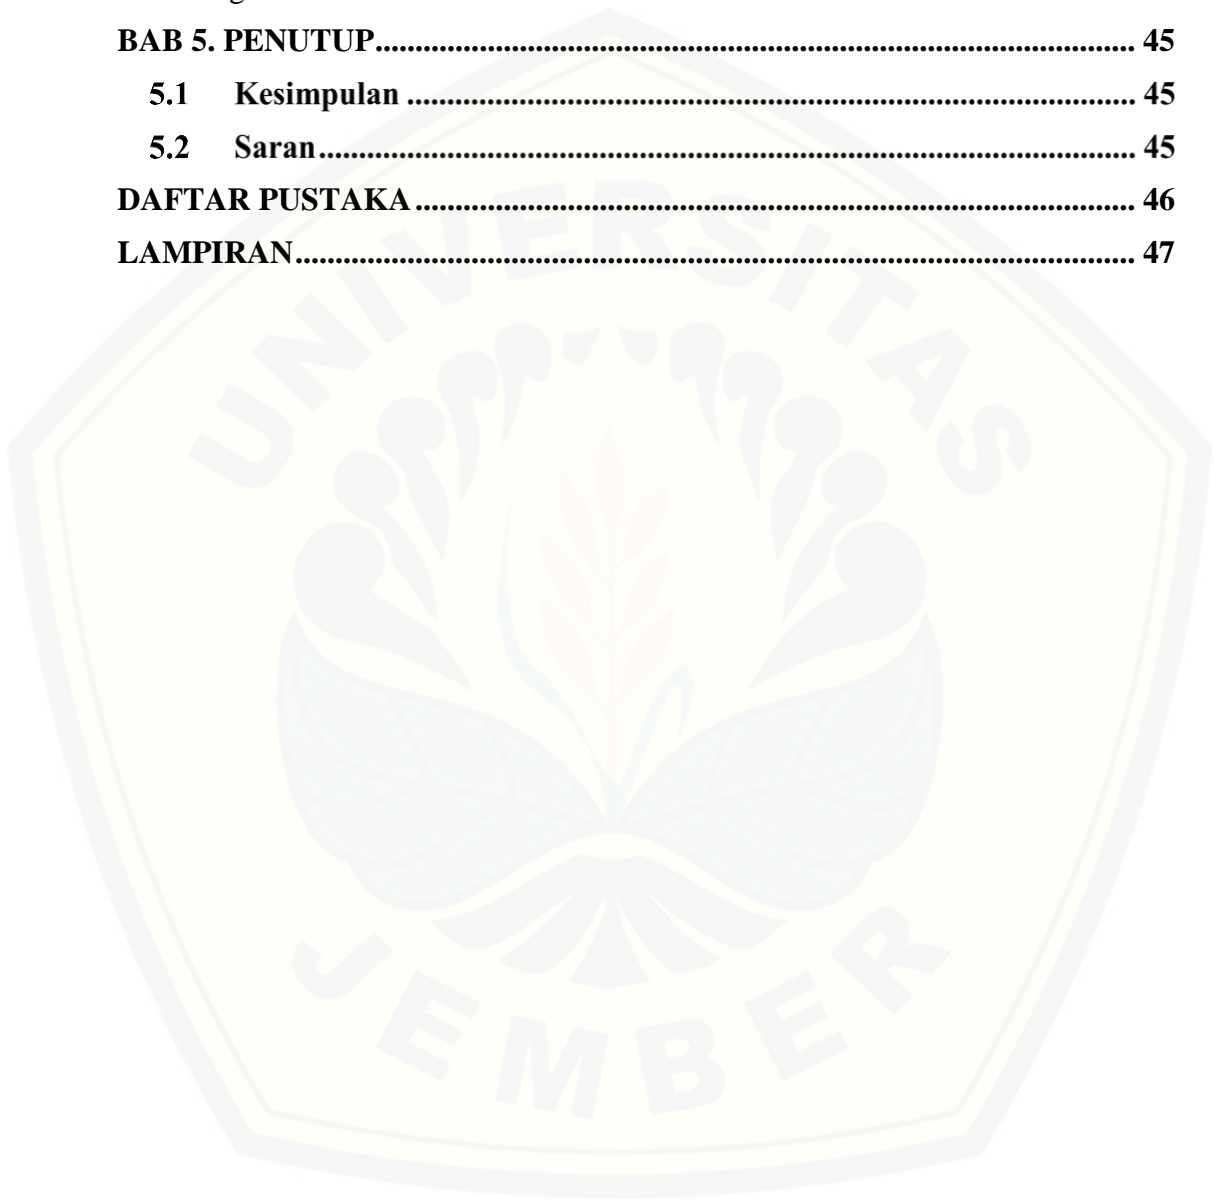 BAB 5. PENUTUP.......................................................................................... 45
5.1 Kesimpulan ....................................................................................... 45
5.2 Saran................................................................................................. 45
DAFTAR PUSTAKA ..................................................................................... 46
LAMPIRAN................................................................................................... 47
UNIVERSITAS
JEMBER